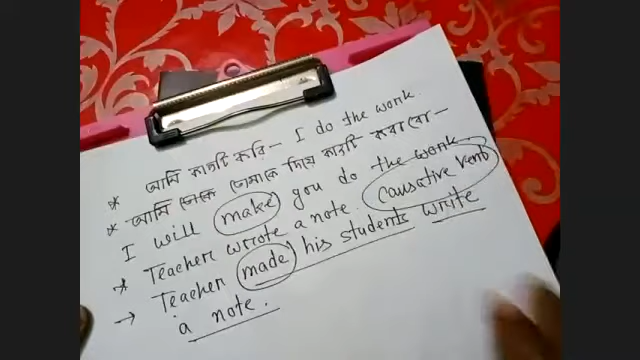 * আমি কাজটি করি - I do the work.
* আমি তোমাকে দিয়ে কাজটি করাবো -
I will make you do the work.
causative verb
* Teacher wrote a note.
→ Teacher made his students write
a note.